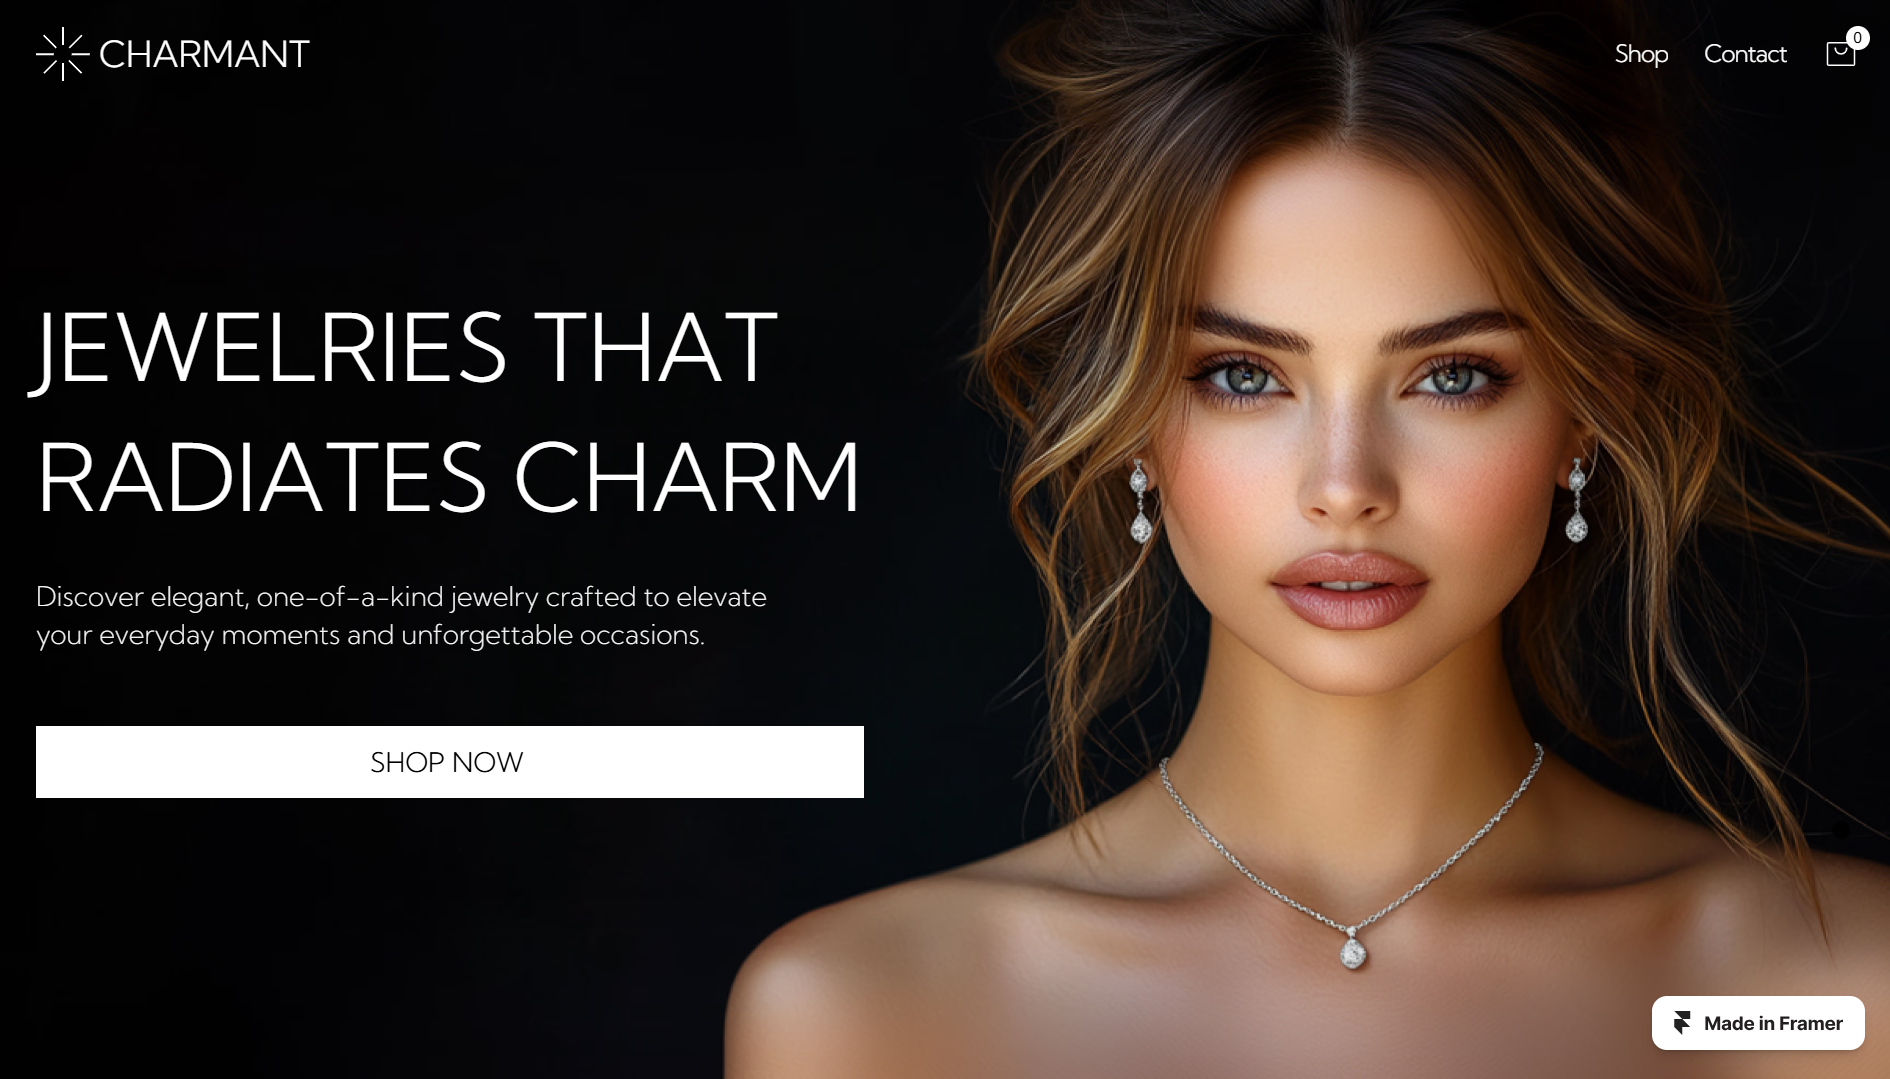 CHARMANT
Shop
Contact
0
JEWELRIES THAT
RADIATES CHARM
Discover elegant, one-of-a-kind jewelry crafted to elevate
your everyday moments and unforgettable occasions.
SHOP NOW
Made in Framer